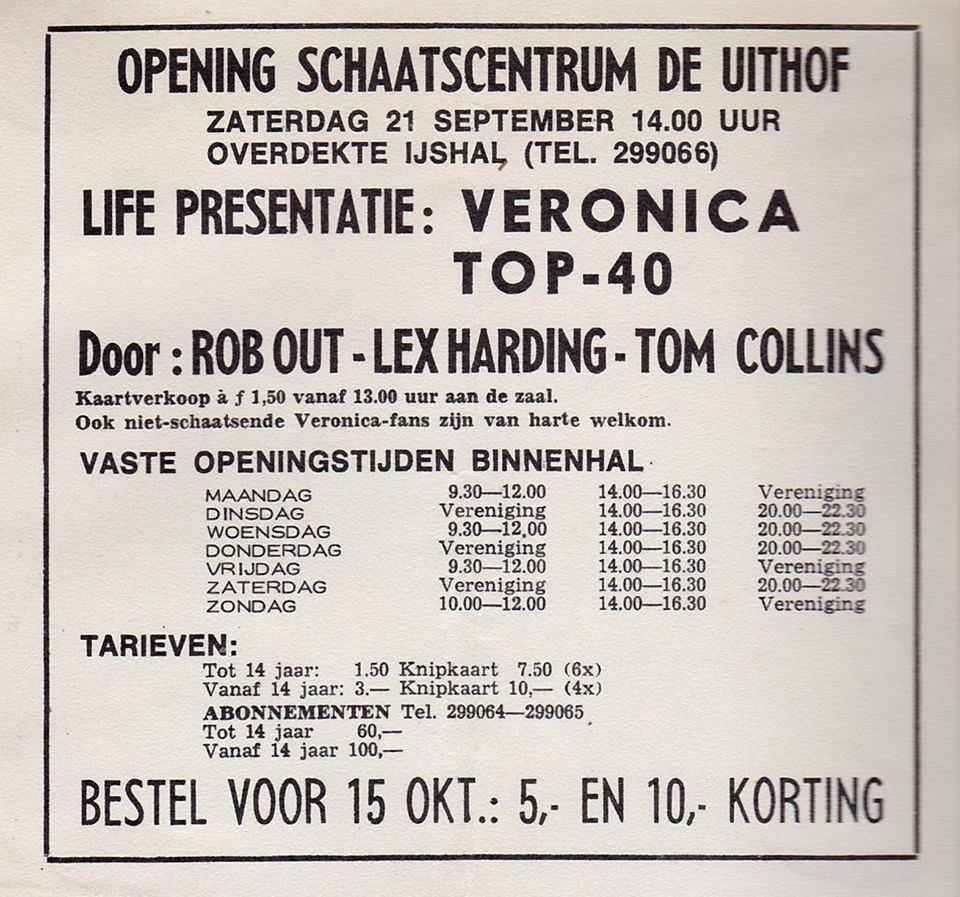 OPENING SCHAATSCENTRUM DE UITHOF
ZATERDAG 21 SEPTEMBER 14.00 UUR
OVERDEKTE IJSHAL (TEL. 299066)
LIFE PRESENTATIE: VERONICA
TOP-40
Door : ROB OUT - LEX HARDING - TOM COLLINS
Kaartverkoop à ƒ 1,50 vanaf 13.00 uur aan de zaal.
Ook niet-schaatsende Veronica-fans zijn van harte welkom.
VASTE OPENINGSTIJDEN BINNENHAL
MAANDAG 9.30—12.00 14.00—16.30 Vereniging
DINSDAG Vereniging 14.00—16.30 20.00—22.30
WOENSDAG 9.30—12,00 14.00—16.30 20.00—22.30
DONDERDAG Vereniging 14.00—16.30 20.00—22.30
VRIJDAG 9.30—12.00 14.00—16.30 Vereniging
ZATERDAG Vereniging 14.00—16.30 20.00—22.30
ZONDAG 10.00—12.00 14.00—16.30 Vereniging
TARIEVEN:
Tot 14 jaar: 1.50 Knipkaart 7.50 (6x)
Vanaf 14 jaar: 3.— Knipkaart 10,— (4x)
ABONNEMENTEN Tel. 299064—299065
Tot 14 jaar 60,—
Vanaf 14 jaar 100,—
BESTEL VOOR 15 OKT.: 5,- EN 10,- KORTING